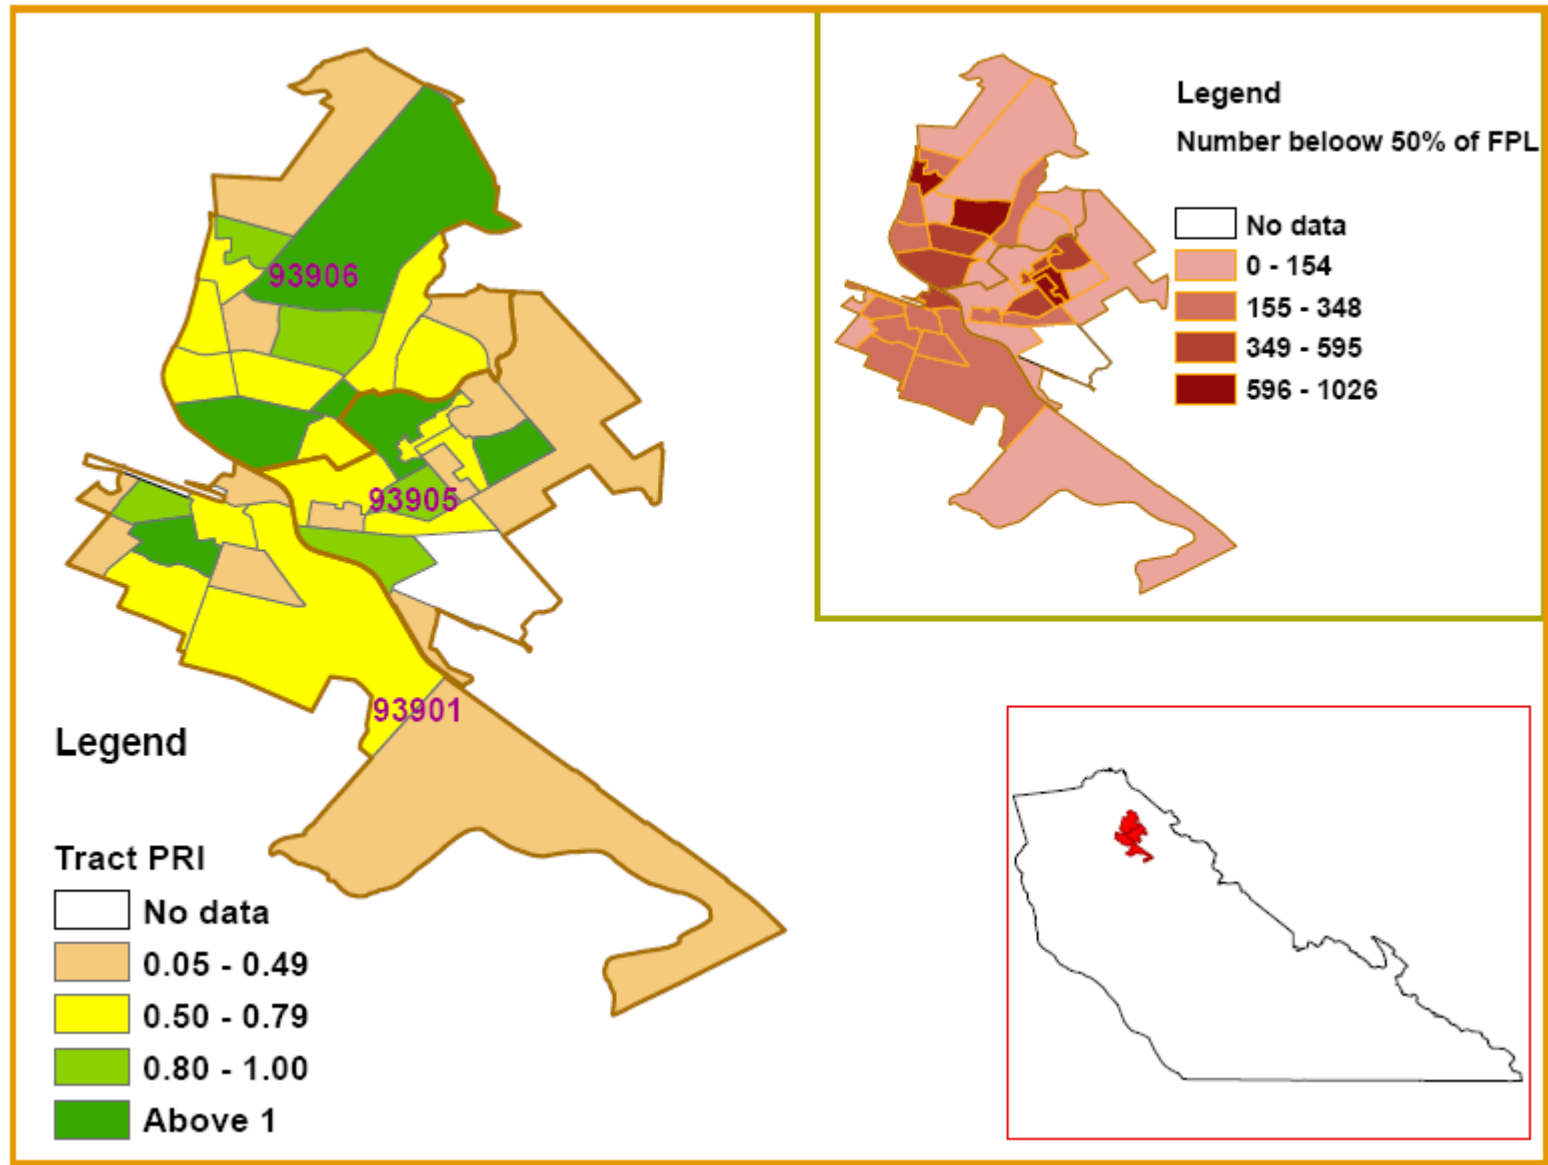 93906
93905
93901
Legend
Tract PRI
No data
0.05 - 0.49
0.50 - 0.79
0.80 - 1.00
Above 1
Legend
Number beloow 50% of FPL
No data
0 - 154
155 - 348
349 - 595
596 - 1026